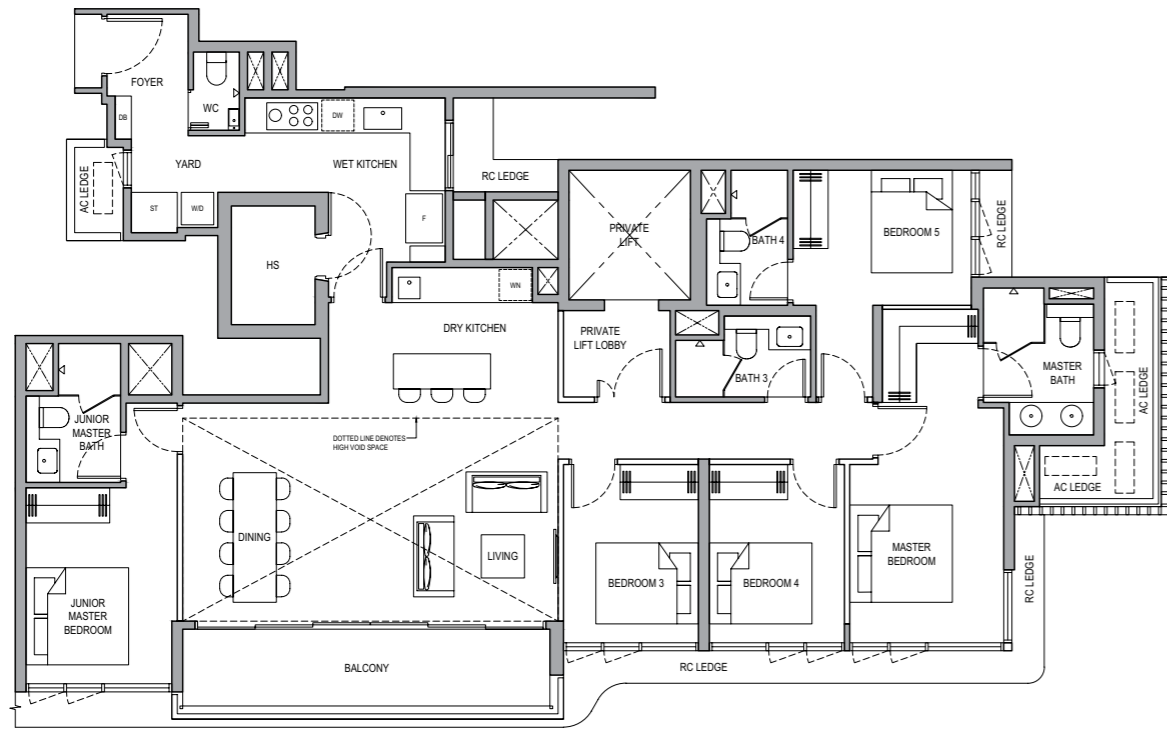 FOYER
WC
DB
DW
YARD
WET KITCHEN
RC LEDGE
AC LEDGE
ST
W/D
F
HS
PRIVATE
LIFT
BATH 4
BEDROOM 5
RC LEDGE
WN
DRY KITCHEN
PRIVATE
LIFT LOBBY
BATH 3
MASTER
BATH
AC LEDGE
AC LEDGE
JUNIOR
MASTER
BATH
DOTTED LINE DENOTES
HIGH VOID SPACE
DINING
LIVING
BEDROOM 3
BEDROOM 4
MASTER
BEDROOM
JUNIOR
MASTER
BEDROOM
RC LEDGE
BALCONY
RC LEDGE